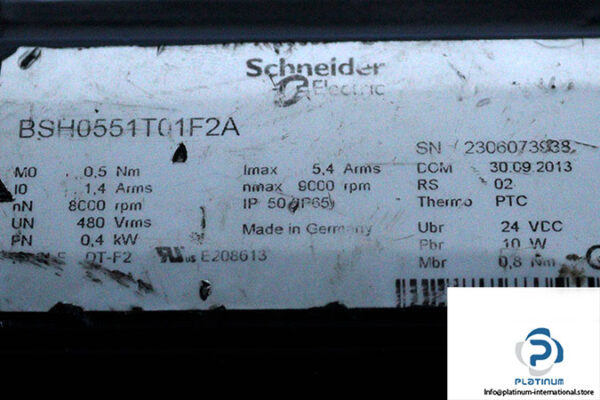 Schneider
Electric
BSH0551T01F2A
SN 2306073938
M0 0,5 Nm
I0 1,4 Arms
nN 8000 rpm
UN 480 Vrms
PN 0,4 kW
QT-F2
E208613
Imax 5,4 Arms
nmax 9000 rpm
IP 50 (IP65)
Made in Germany
DOM 30.09.2013
RS 02
Thermo PTC
Ubr 24 VDC
Pbr 10 W
Mbr 0,8 Nm
PLATINUM
Info@platinum-international.store